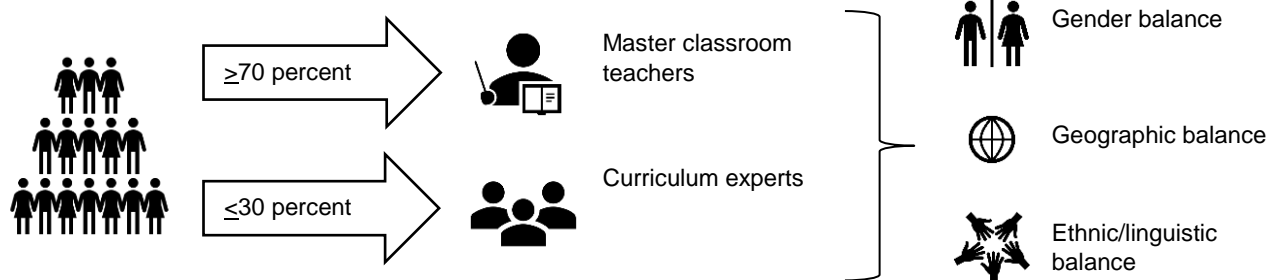 Gender balance
Master classroom
teachers
≥70 percent
Geographic balance
Curriculum experts
≤30 percent
Ethnic/linguistic
balance